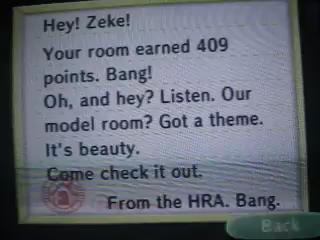 Hey! Zeke!
Your room earned 409
points. Bang!
Oh, and hey? Listen. Our
model room? Got a theme.
It's beauty.
Come check it out.
From the HRA. Bang.
Back